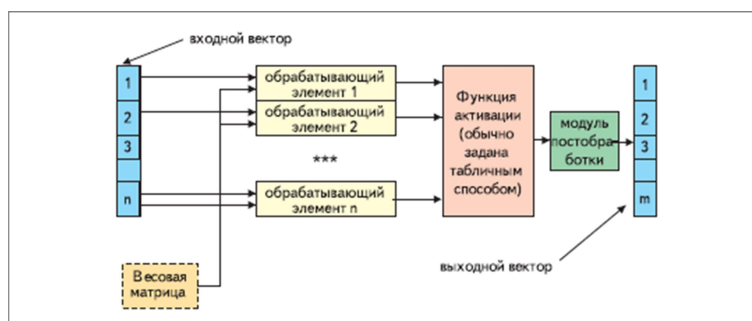 входной вектор
1
2
3
n
обрабатывающий
элемент 1
обрабатывающий
элемент 2
***
обрабатывающий
элемент n
Весовая
матрица
Функция
активации
(обычно
задана
табличным
способом)
модуль
постобра
ботки
1
2
3
m
выходной вектор